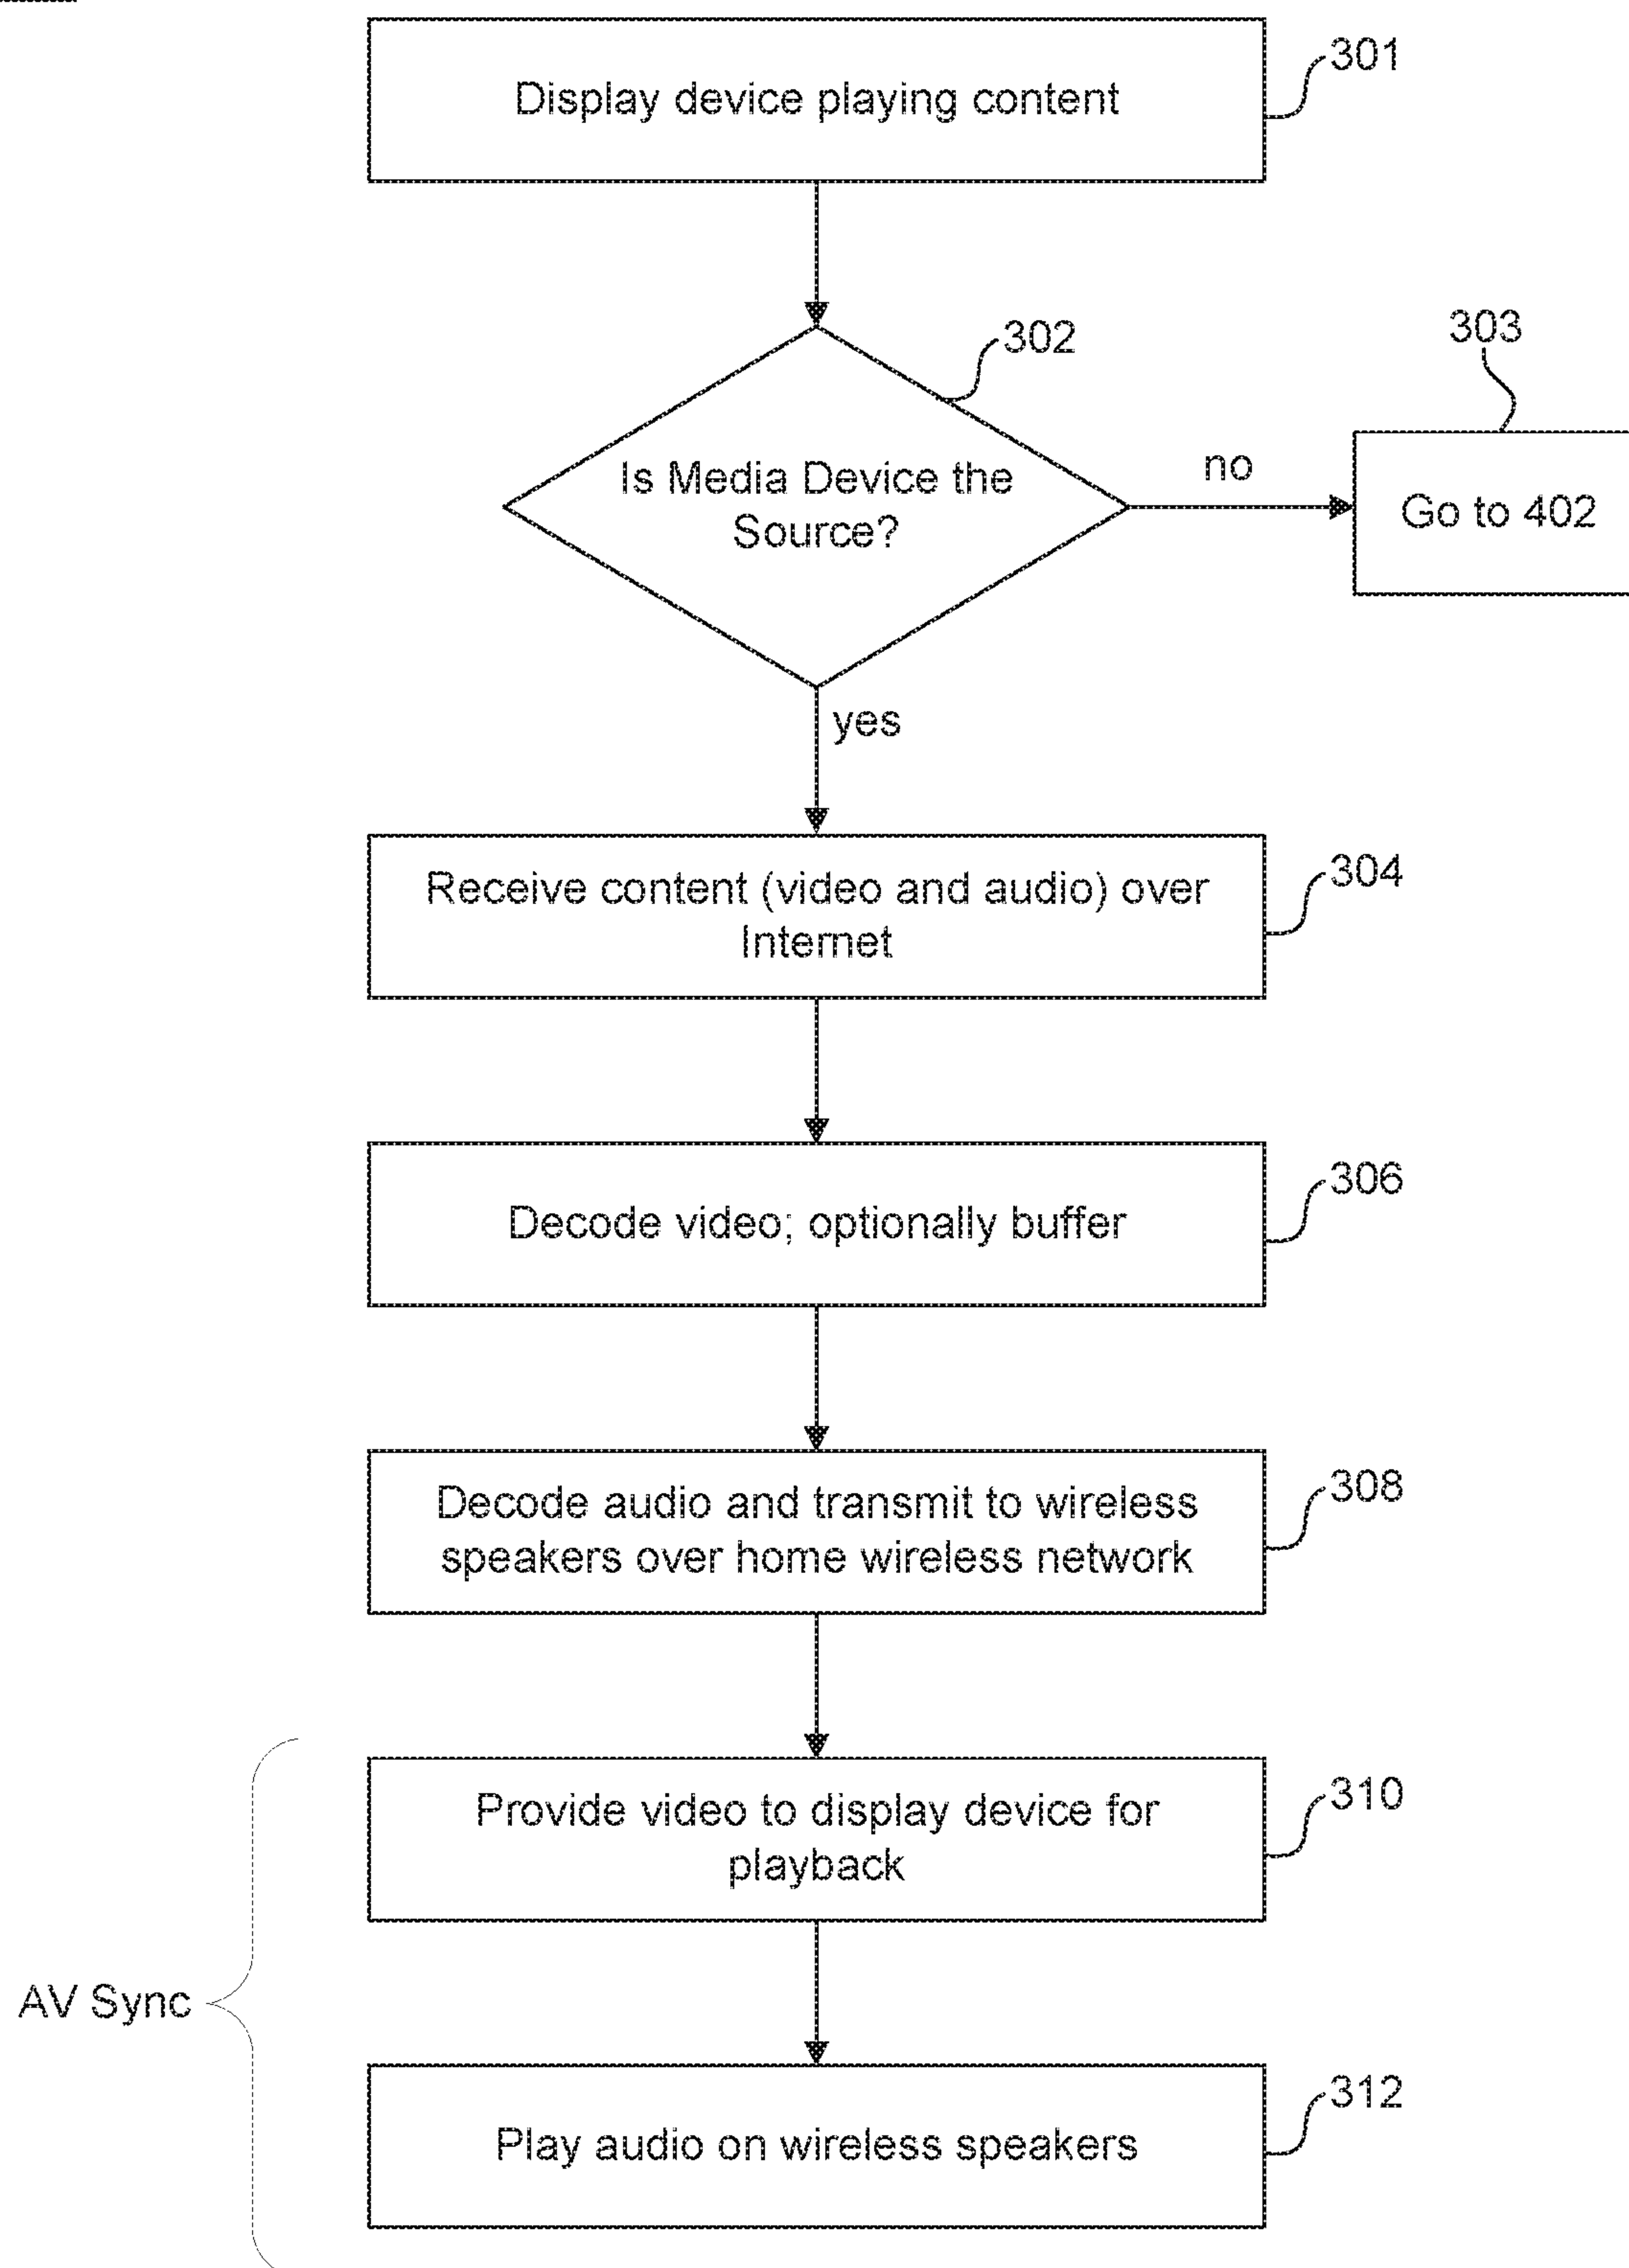 Display device playing content
301
302
Is Media Device the
Source?
no
303
Go to 402
yes
Receive content (video and audio) over
Internet
304
Decode video; optionally buffer
306
Decode audio and transmit to wireless
speakers over home wireless network
308
Provide video to display device for
playback
310
AV Sync
Play audio on wireless speakers
312